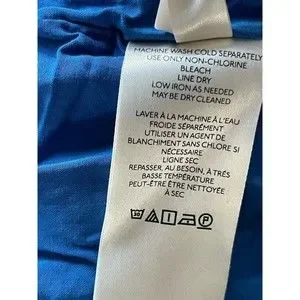 MACHINE WASH COLD SEPARATELY
USE ONLY NON-CHLORINE
BLEACH
LINE DRY
LOW IRON AS NEEDED
MAY BE DRY CLEANED
LAVER À LA MACHINE À L'EAU
FROIDE SÉPARÉMENT
UTILISER UN AGENT DE
BLANCHIMENT SANS CHLORE SI
NÉCESSAIRE
LIGNE SEC
REPASSER, AU BESOIN, À TRÈS
BASSE TEMPÉRATURE
PEUT-ÊTRE ÊTRE NETTOYÉE
À SEC
30 P